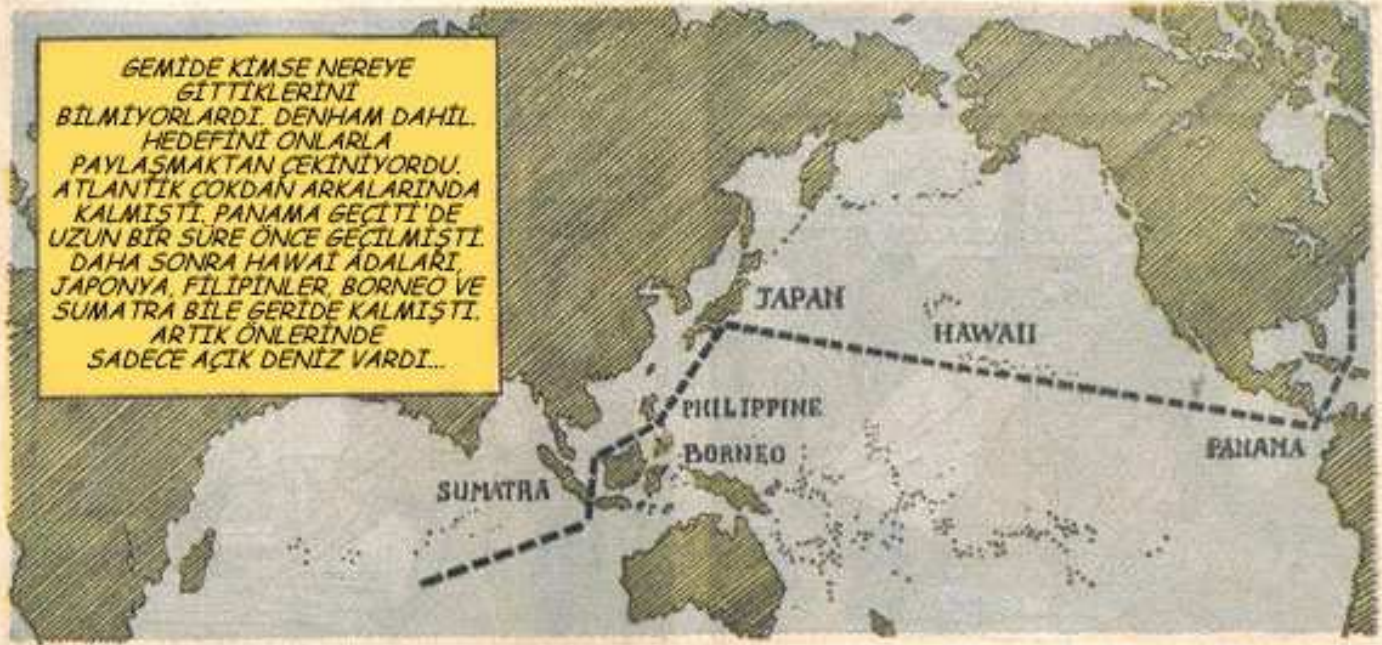 GEMİDE KİMSE NEREYE
GİTTİKLERİNİ
BİLMİYORLARDI. DENHAM DAHİL.
HEDEFİNİ ONLARLA
PAYLAŞMAKTAN ÇEKİNİYORDU.
ATLANTİK ÇOKDAN ARKALARINDA
KALMIŞTI. PANAMA GEÇİTİ'DE
UZUN BİR SÜRE ÖNCE GEÇİLMİŞTİ.
DAHA SONRA HAWAİ ADALARI,
JAPONYA, FİLİPİNLER, BORNEO VE
SUMATRA BİLE GERİDE KALMIŞTI.
ARTIK ÖNLERİNDE
SADECE AÇIK DENİZ VARDI...
JAPAN
HAWAII
PHILIPPINE
PANAMA
BORNEO
SUMATRA